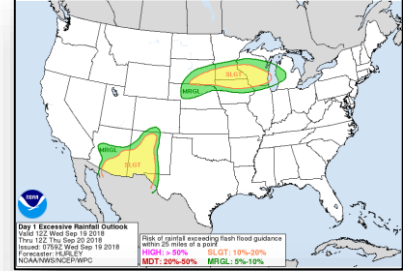 SLGT
MRGL
MRGL
SLGT
NOAA
Day 1 Excessive Rainfall Outlook
Valid 12Z Wed Sep 19 2018
Thru 12Z Thu Sep 20 2018
Issued: 0759Z Wed Sep 19 2018
Forecaster: HURLEY
NOAA/NWS/NCEP/WPC
Risk of rainfall exceeding flash flood guidance
within 25 miles of a point
HIGH: > 50% SLGT: 10%-20%
MDT: 20%-50% MRGL: 5%-10%